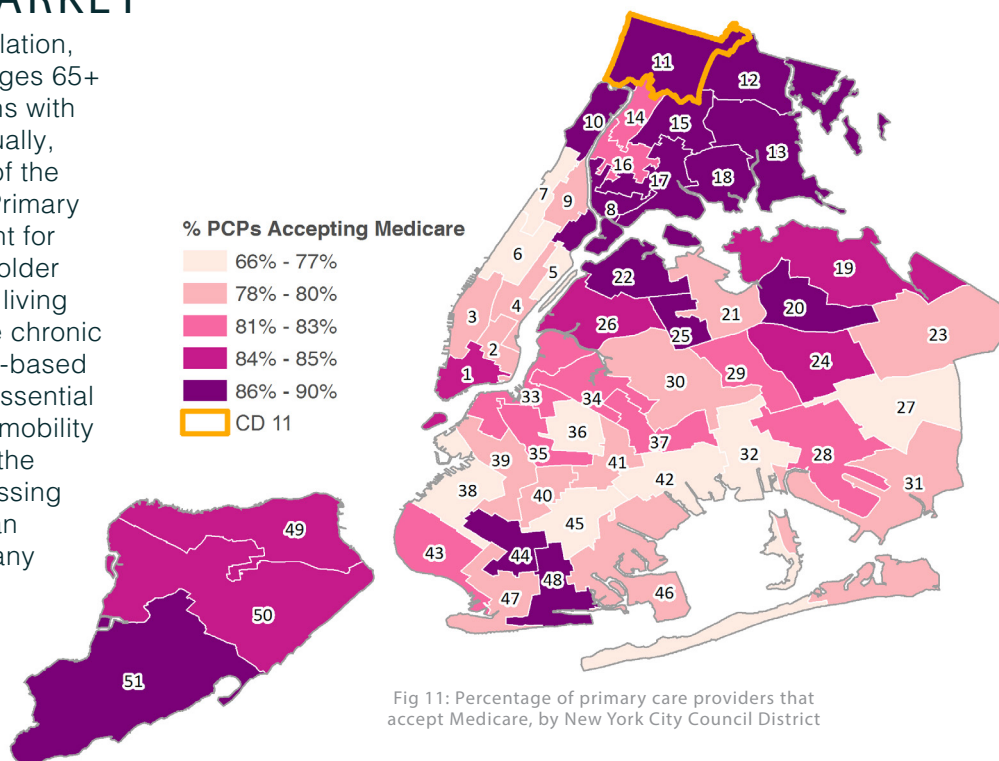 ARKET
lation,
ges 65+
ns with
ually,
of the
Primary
nt for
older
living
e chronic
-based
ssential
mobility
the
ssing
an
any
% PCPs Accepting Medicare
66% - 77%
78% - 80%
81% - 83%
84% - 85%
86% - 90%
CD 11
11
12
14
10
15
13
16
17
18
7
9
8
6
5
22
19
20
4
3
21
26
25
23
2
24
1
30
29
33
34
27
36
37
35
28
39
41
32
31
42
38
40
45
49
43
44
48
46
47
50
51
Fig 11: Percentage of primary care providers that
accept Medicare, by New York City Council District